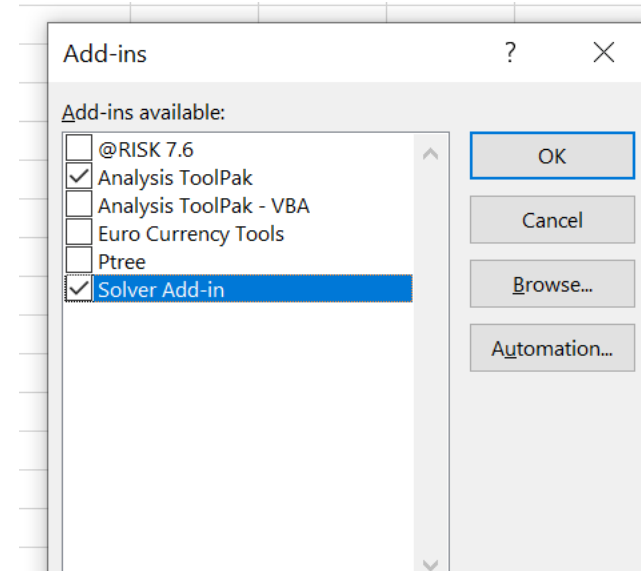 Add-ins
?
Add-ins available:
@RISK 7.6
Analysis ToolPak
Analysis ToolPak - VBA
Euro Currency Tools
Ptree
Solver Add-in
OK
Cancel
Browse...
Automation...